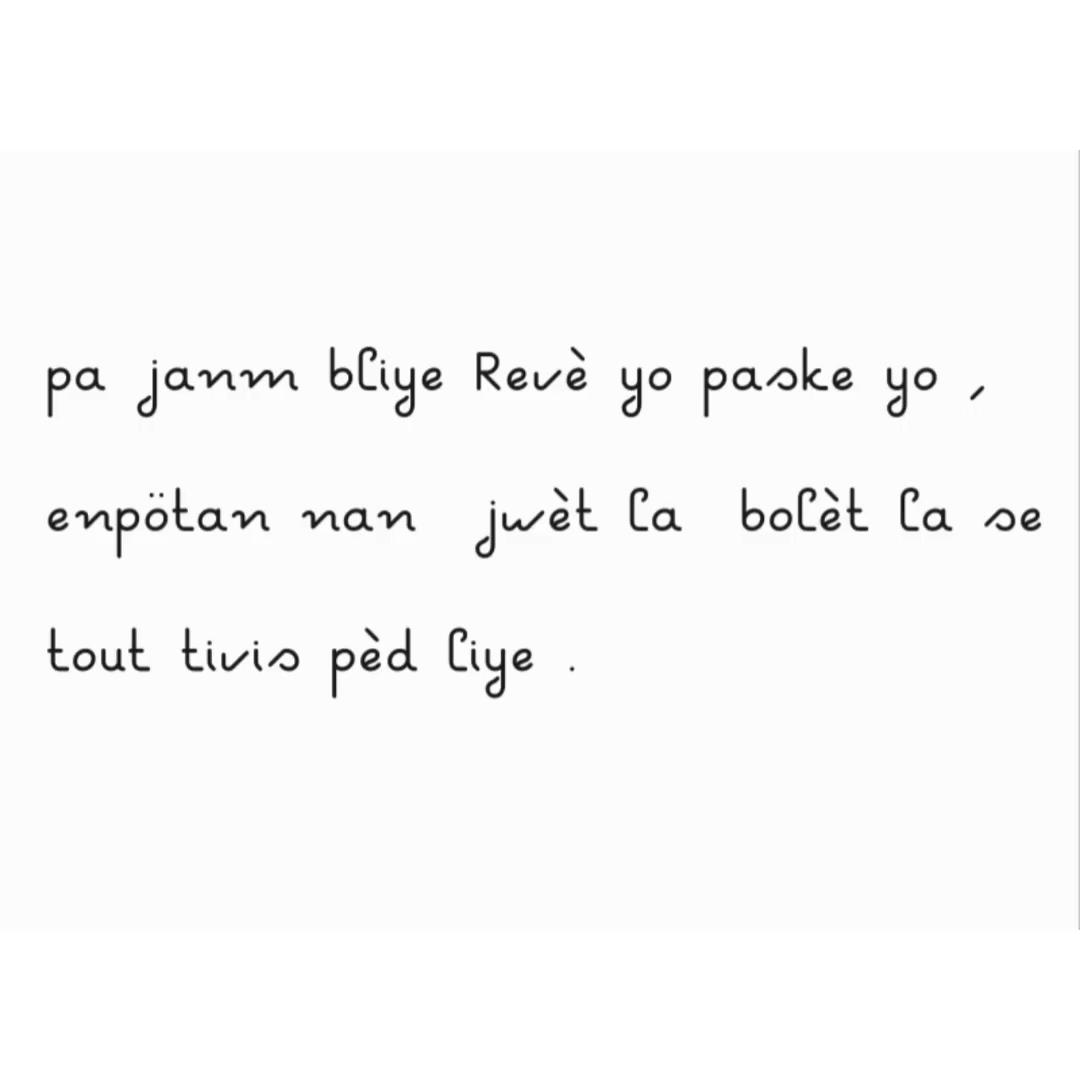 pa janm bliye Revè yo paske yo ,
enpötan nan jwèt la bolèt la se
tout tivis pèd liye .